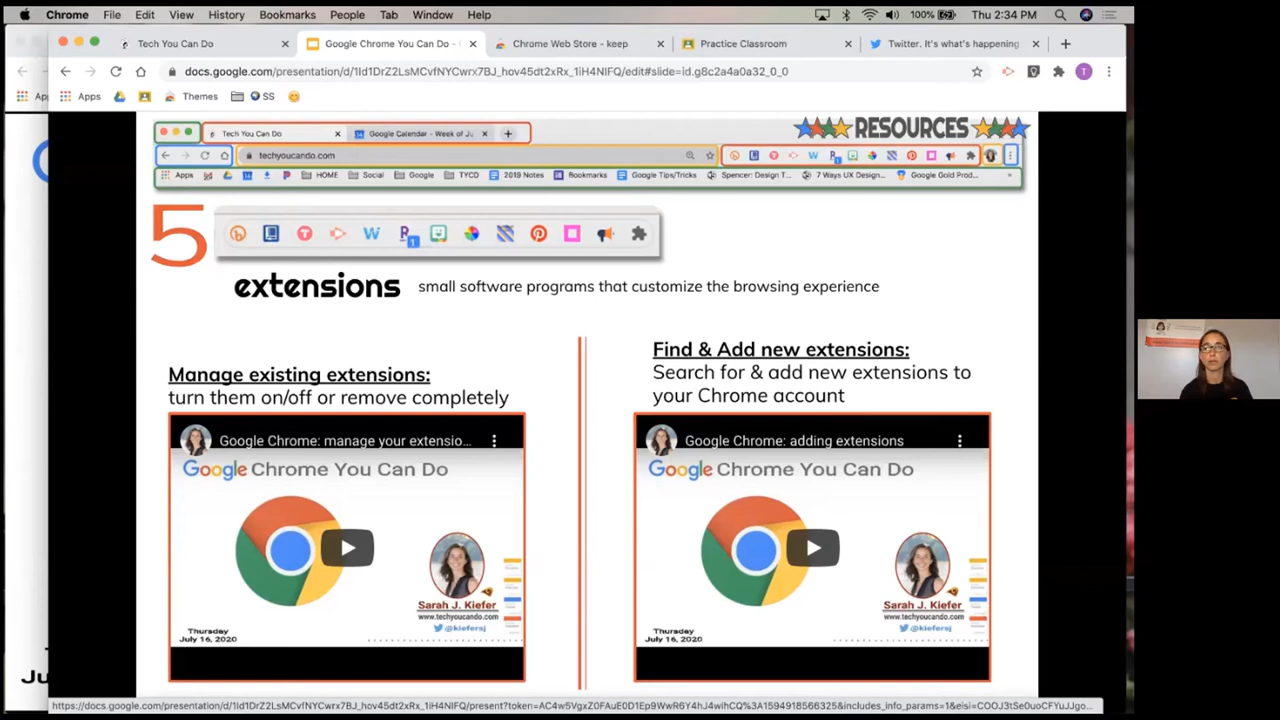 Chrome File Edit View History Bookmarks People Tab Window Help 100% Thu 2:34 PM
Tech You Can Do Google Chrome You Can Do - Chrome Web Store - keep Practice Classroom Twitter. It's what's happening
docs.google.com/presentation/d/1Id1DrZ2LsMCvfNYCwrx7BJ_hov45dt2xRx_1iH4NIFQ/edit#slide=id.g8c2a4a0a32_0_0
Apps Themes SS
Tech You Can Do Google Calendar - Week of Ju
RESOURCES
techyoucando.com
Apps HOME Social Google TYCD 2019 Notes Bookmarks Google Tips/Tricks Spencer: Design T... 7 Ways UX Design... Google Gold Prod...
5
extensions small software programs that customize the browsing experience
Manage existing extensions:
turn them on/off or remove completely
Google Chrome: manage your extensio...
Google Chrome You Can Do
Sarah J. Kiefer
www.techyoucando.com
@kiefersj
Thursday
July 16, 2020
Find & Add new extensions:
Search for & add new extensions to
your Chrome account
Google Chrome: adding extensions
Google Chrome You Can Do
Sarah J. Kiefer
www.techyoucando.com
@kiefersj
Thursday
July 16, 2020